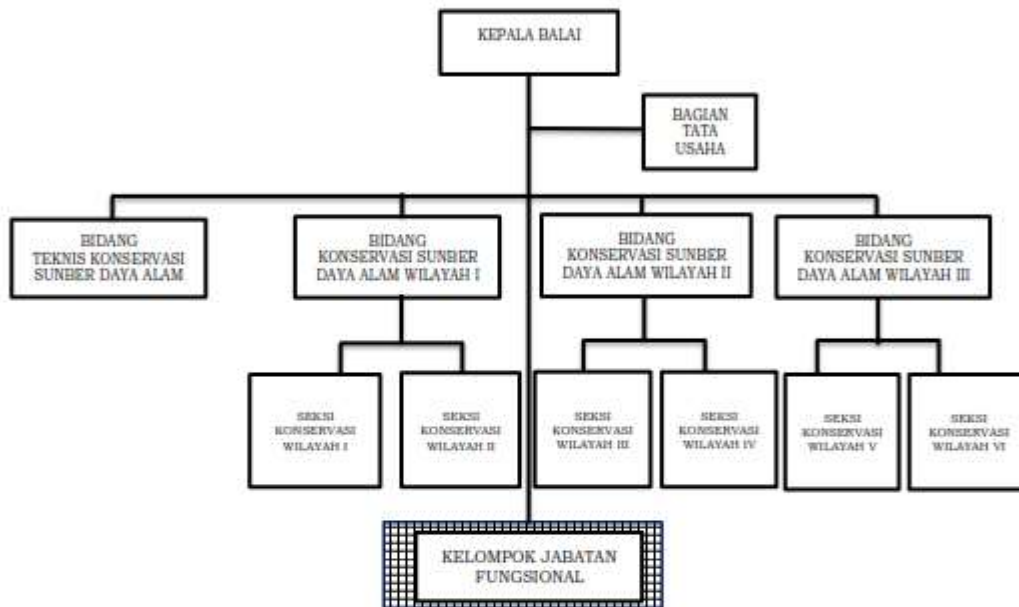 KEPALA BALAI
BAGIAN
TATA
USAHA
BIDANG
TEKNIS KONSERVASI
SUNBER DAYA ALAM
BIDANG
KONSERVASI SUNBER
DAYA ALAM WILAYAH I
BIDANG
KONSERVASI SUNBER
DAYA ALAM WILAYAH II
BIDANG
KONSERVASI SUNBER
DAYA ALAM WILAYAH III
SEKSI
KONSERVASI
WILAYAH I
SEKSI
KONSERVASI
WILAYAH II
SEKSI
KONSERVASI
WILAYAH III
SEKSI
KONSERVASI
WILAYAH IV
SEKSI
KONSERVASI
WILAYAH V
SEKSI
KONSERVASI
WILAYAH VI
KELOMPOK JABATAN
FUNGSIONAL